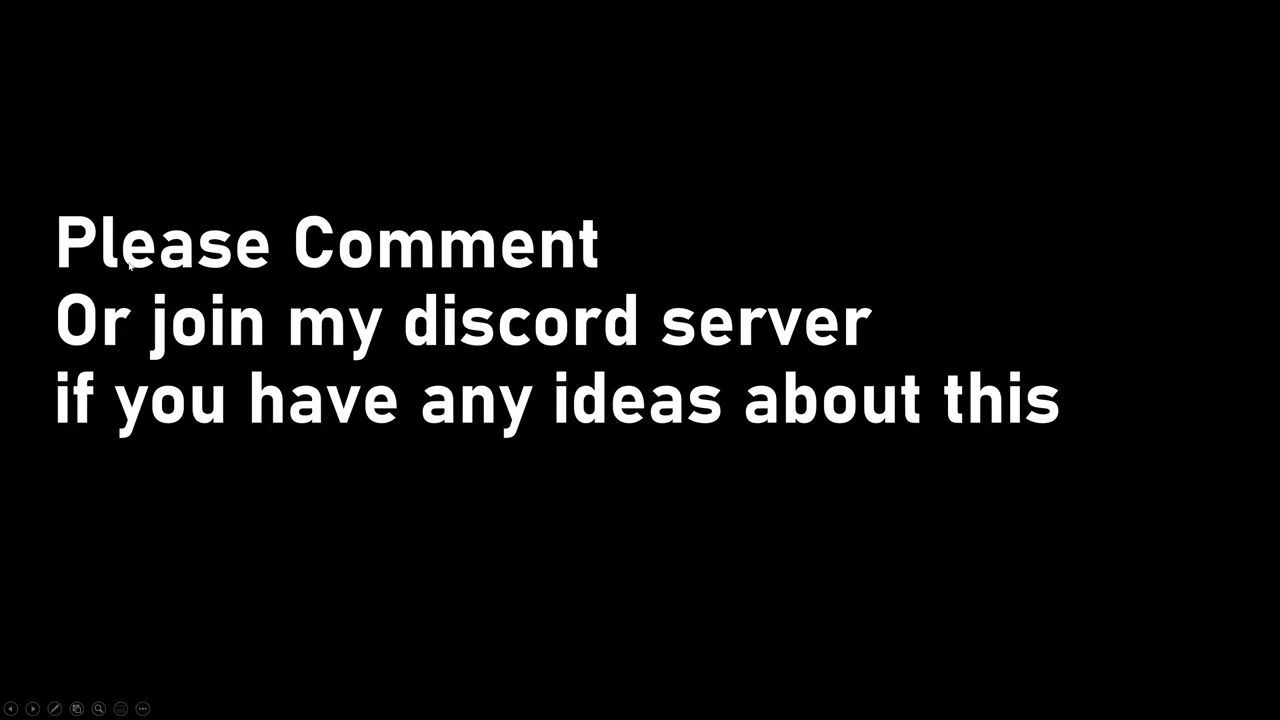 Please Comment
Or join my discord server
if you have any ideas about this